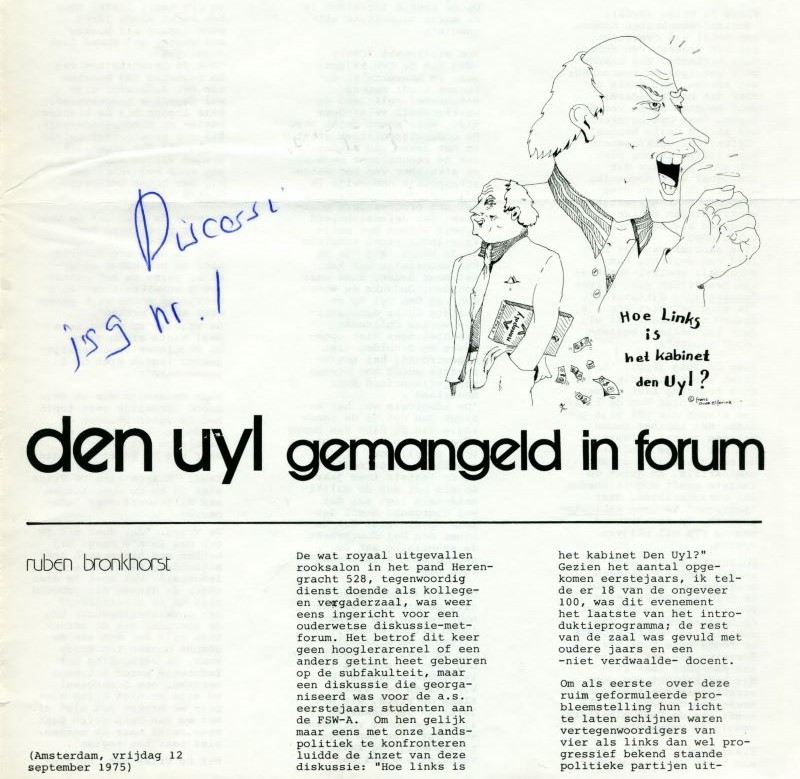 Discussi
jsg nr. 1
monopoly
Hoe Links
is
het kabinet
den Uyl?
den uyl gemangeld in forum
ruben bronkhorst
(Amsterdam, vrijdag 12
september 1975)
De wat royaal uitgevallen
rooksalon in het pand Heren-
gracht 528, tegenwoordig
dienst doende als kollege-
en vergaderzaal, was weer
eens ingericht voor een
ouderwetse diskussie-met-
forum. Het betrof dit keer
geen hooglerarenrel of een
anders getint heet gebeuren
op de subfakulteit, maar
een diskussie die georga-
niseerd was voor de a.s.
eerstejaars studenten aan
de FSW-A. Om hen gelijk
maar eens met onze lands-
politiek te konfronteren
luidde de inzet van deze
diskussie: "Hoe links is
het kabinet Den Uyl?"
Gezien het aantal opge-
komen eerstejaars, ik tel-
de er 18 van de ongeveer
100, was dit evenement
het laatste van het intro-
duktieprogramma; de rest
van de zaal was gevuld met
oudere jaars en een
-niet verdwaalde- docent.
Om als eerste over deze
ruim geformuleerde pro-
bleemstelling hun licht
te laten schijnen waren
vertegenwoordigers van
vier als links dan wel pro-
gressief bekend staande
politieke partijen uit-